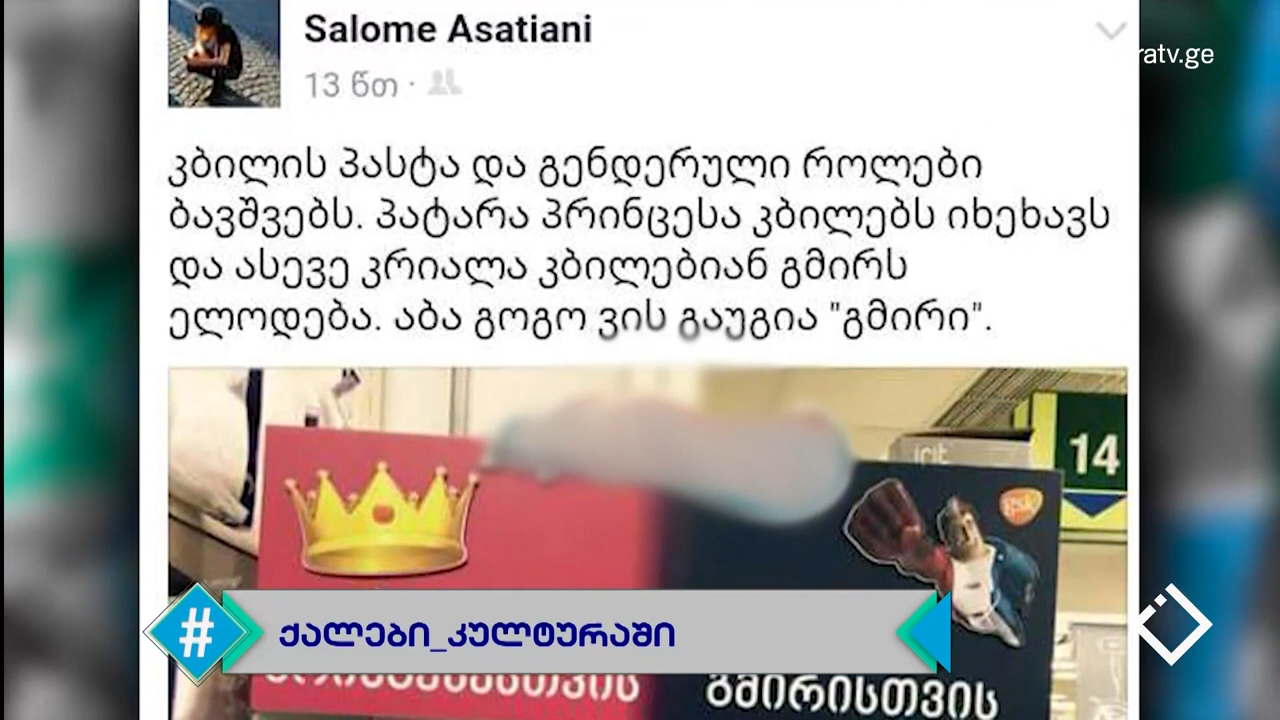 Salome Asatiani
ratv.ge
13 წთ ·
კბილის პასტა და გენდერული როლები
ბავშვებს. პატარა პრინცესა კბილებს იხეხავს
და ასევე კრიალა კბილებიან გმირს
ელოდება. აბა გოგო ვის გაუგია "გმირი".
14
gsk
#
ქალები_კულტურაში
გმირისთვის